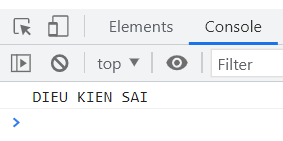 Elements Console
top Filter
DIEU KIEN SAI